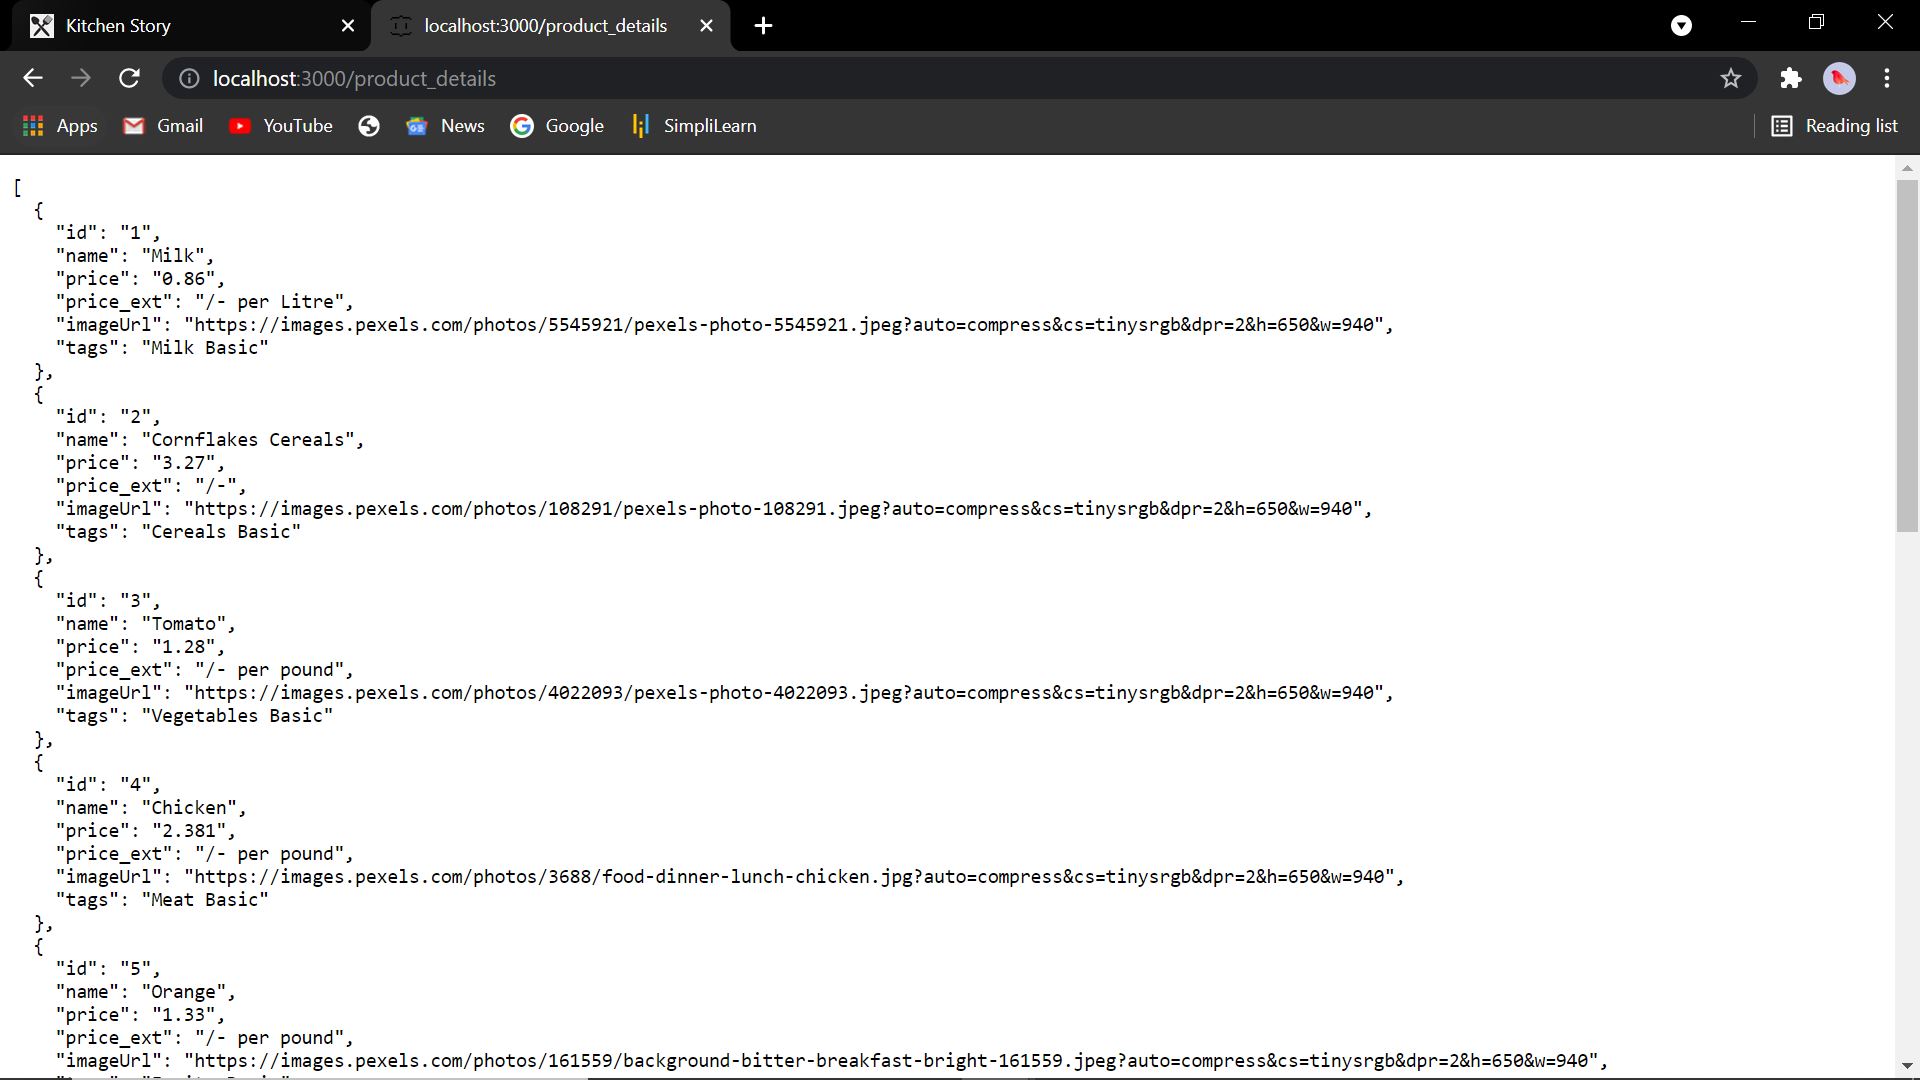 Kitchen Story
localhost:3000/product_details
localhost:3000/product_details
Apps Gmail YouTube News Google SimpliLearn Reading list
[
  {
    "id": "1",
    "name": "Milk",
    "price": "0.86",
    "price_ext": "/- per Litre",
    "imageUrl": "https://images.pexels.com/photos/5545921/pexels-photo-5545921.jpeg?auto=compress&cs=tinysrgb&dpr=2&h=650&w=940",
    "tags": "Milk Basic"
  },
  {
    "id": "2",
    "name": "Cornflakes Cereals",
    "price": "3.27",
    "price_ext": "/-",
    "imageUrl": "https://images.pexels.com/photos/108291/pexels-photo-108291.jpeg?auto=compress&cs=tinysrgb&dpr=2&h=650&w=940",
    "tags": "Cereals Basic"
  },
  {
    "id": "3",
    "name": "Tomato",
    "price": "1.28",
    "price_ext": "/- per pound",
    "imageUrl": "https://images.pexels.com/photos/4022093/pexels-photo-4022093.jpeg?auto=compress&cs=tinysrgb&dpr=2&h=650&w=940",
    "tags": "Vegetables Basic"
  },
  {
    "id": "4",
    "name": "Chicken",
    "price": "2.381",
    "price_ext": "/- per pound",
    "imageUrl": "https://images.pexels.com/photos/3688/food-dinner-lunch-chicken.jpg?auto=compress&cs=tinysrgb&dpr=2&h=650&w=940",
    "tags": "Meat Basic"
  },
  {
    "id": "5",
    "name": "Orange",
    "price": "1.33",
    "price_ext": "/- per pound",
    "imageUrl": "https://images.pexels.com/photos/161559/background-bitter-breakfast-bright-161559.jpeg?auto=compress&cs=tinysrgb&dpr=2&h=650&w=940",